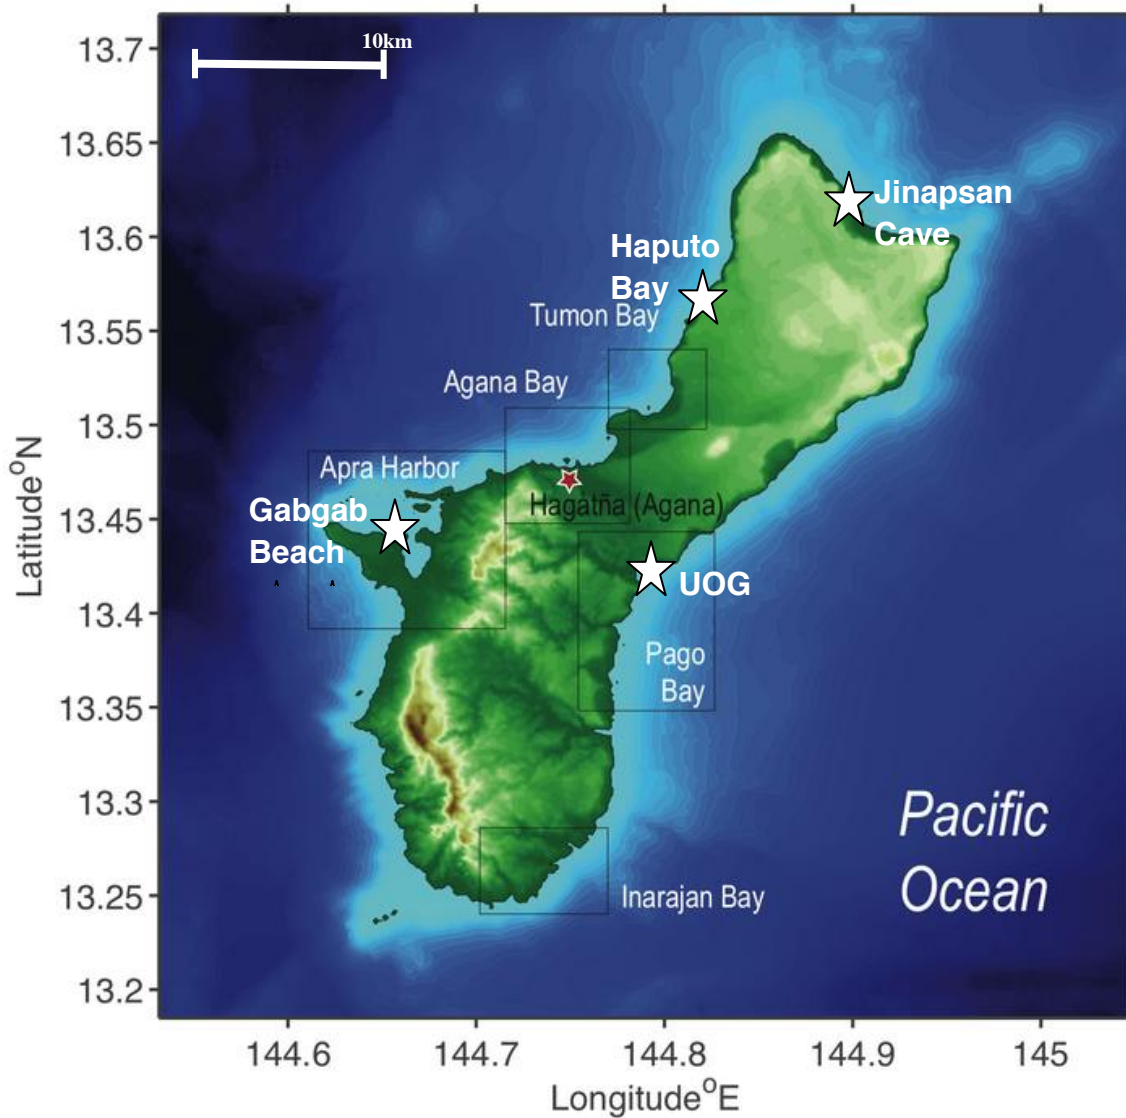 10km
13.7
13.65
13.6
13.55
13.5
13.45
13.4
13.35
13.3
13.25
13.2
Latitude°N
Jinapsan
Cave
Haputo
Bay
Tumon Bay
Agana Bay
Apra Harbor
Hagåtña (Agana)
Gabgab
Beach
UOG
Pago
Bay
Pacific
Ocean
Inarajan Bay
144.6
144.7
144.8
144.9
145
Longitude°E